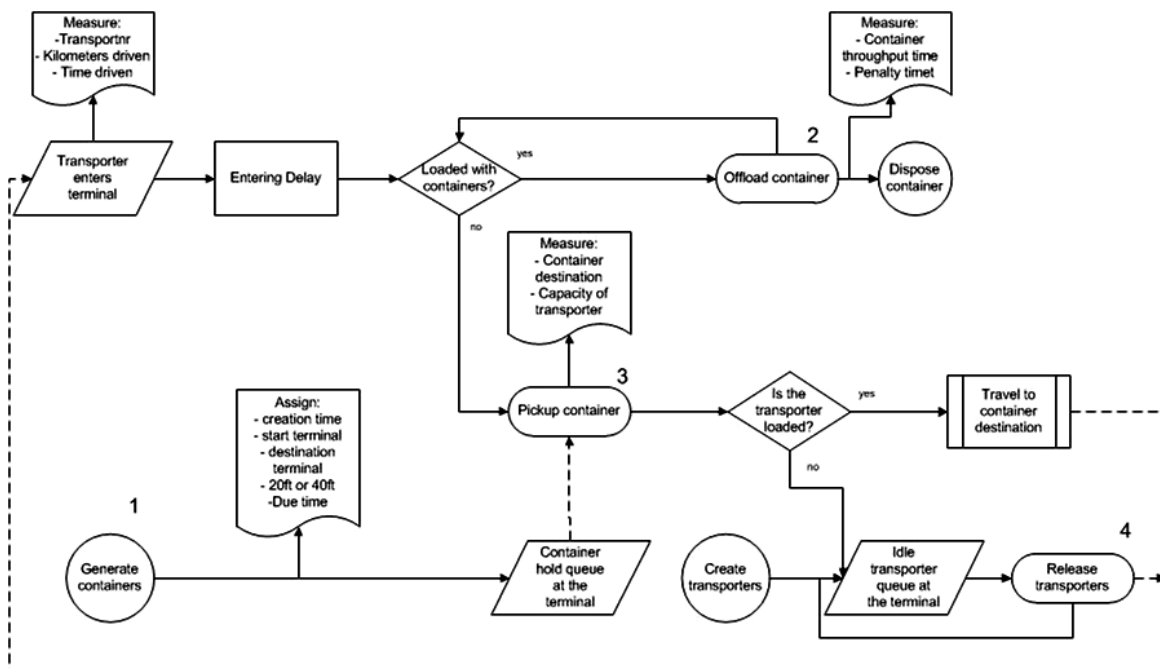 Measure:
-Transportnr
- Kilometers driven
- Time driven
Measure:
- Container
throughput time
- Penalty timet
2
Transporter
enters
terminal
Entering Delay
Loaded with
containers?
yes
no
Offload container
Dispose
container
Measure:
- Container
destination
- Capacity of
transporter
3
Pickup container
Is the
transporter
loaded?
yes
no
Travel to
container
destination
Assign:
- creation time
- start terminal
- destination
terminal
- 20ft or 40ft
-Due time
1
Generate
containers
Container
hold queue
at the
terminal
Create
transporters
Idle
transporter
queue at
the terminal
4
Release
transporters